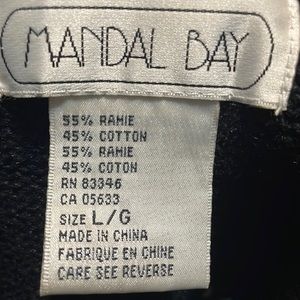 MANDAL BAY
55% RAMIE
45% COTTON
55% RAMIE
45% COTON
RN 83346
CA 05633
SIZE L/G
MADE IN CHINA
FABRIQUE EN CHINE
CARE SEE REVERSE